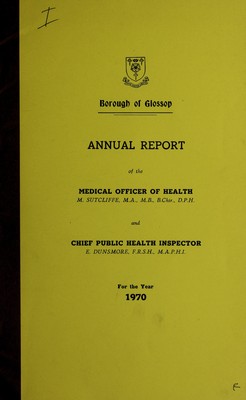 I
Borough of Glossop
ANNUAL REPORT
of the
MEDICAL OFFICER OF HEALTH
M. SUTCLIFFE, M.A., M.B., B.Chir., D.P.H.
and
CHIEF PUBLIC HEALTH INSPECTOR
E. DUNSMORE, F.R.S.H., M.A.P.H.I.
For the Year
1970